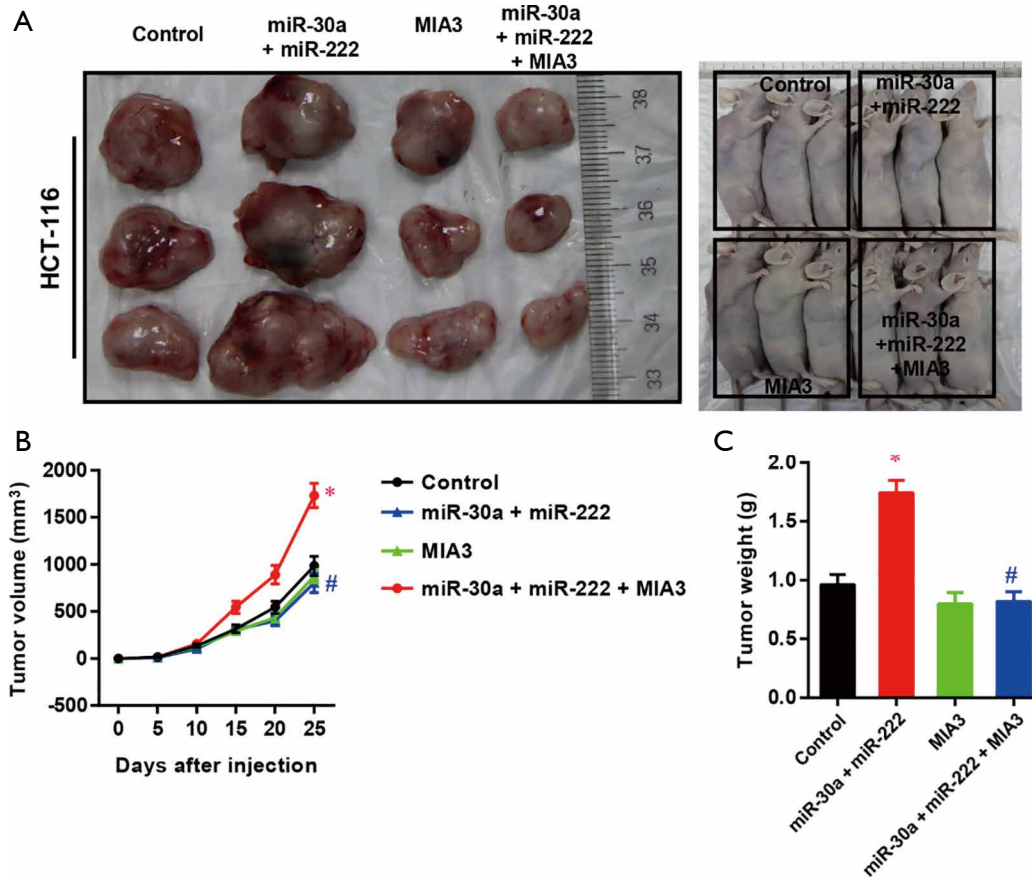 A
Control
miR-30a
+ miR-222
MIA3
miR-30a
+ miR-222
+ MIA3
HCT-116
38
37
36
35
34
33
Control
miR-30a
+miR-222
MIA3
miR-30a
+miR-222
+MIA3
B
Tumor volume (mm³)
2000
1500
1000
500
0
-500
0 5 10 15 20 25
Days after injection
*
#
Control
miR-30a + miR-222
MIA3
miR-30a + miR-222 + MIA3
C
Tumor weight (g)
2.0
1.5
1.0
0.5
0.0
*
#
Control
miR-30a + miR-222
MIA3
miR-30a + miR-222 + MIA3